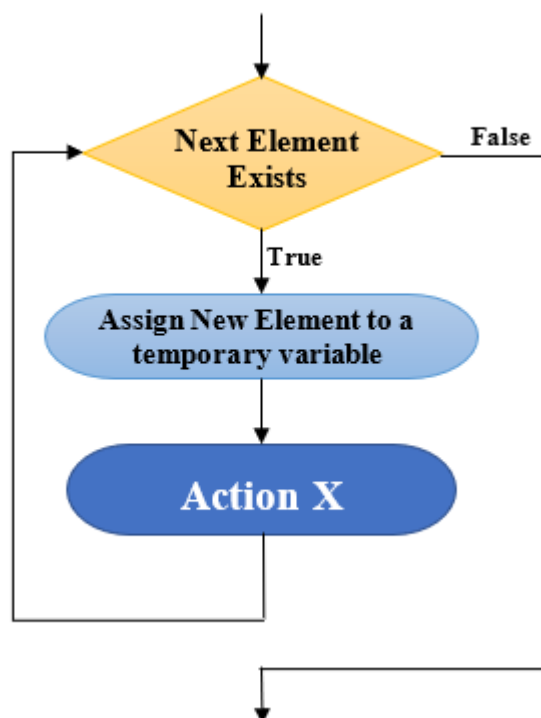 Next Element
Exists
False
True
Assign New Element to a
temporary variable
Action X